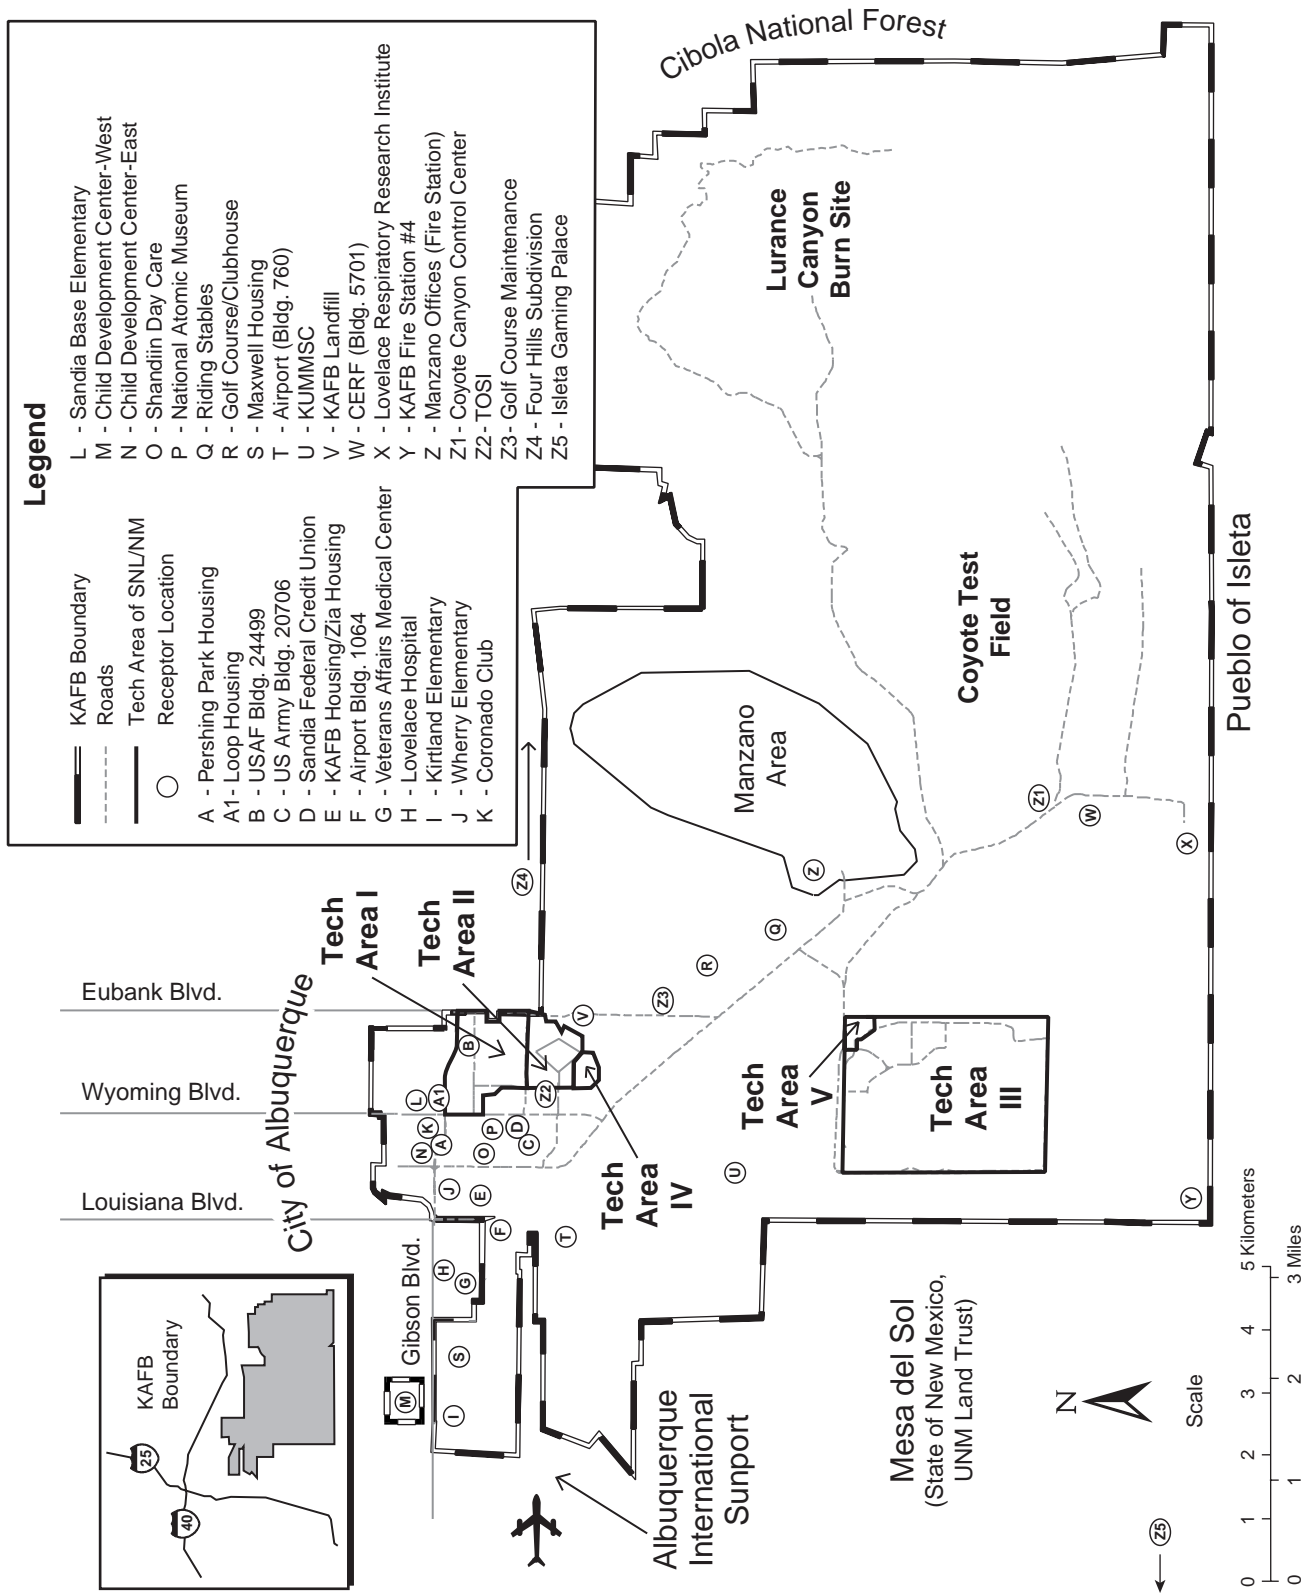 Legend
KAFB Boundary
Roads
Tech Area of SNL/NM
Receptor Location
A - Pershing Park Housing
A1 - Loop Housing
B - USAF Bldg. 24499
C - US Army Bldg. 20706
D - Sandia Federal Credit Union
E - KAFB Housing/Zia Housing
F - Airport Bldg. 1064
G - Veterans Affairs Medical Center
H - Lovelace Hospital
I - Kirtland Elementary
J - Wherry Elementary
K - Coronado Club
L - Sandia Base Elementary
M - Child Development Center-West
N - Child Development Center-East
O - Shandiin Day Care
P - National Atomic Museum
Q - Riding Stables
R - Golf Course/Clubhouse
S - Maxwell Housing
T - Airport (Bldg. 760)
U - KUMMSC
V - KAFB Landfill
W - CERF (Bldg. 5701)
X - Lovelace Respiratory Research Institute
Y - KAFB Fire Station #4
Z - Manzano Offices (Fire Station)
Z1- Coyote Canyon Control Center
Z2- TOSI
Z3- Golf Course Maintenance
Z4 - Four Hills Subdivision
Z5 - Isleta Gaming Palace
KAFB
Boundary
25
40
Louisiana Blvd.
Wyoming Blvd.
Eubank Blvd.
City of Albuquerque
Gibson Blvd.
Tech
Area I
Tech
Area II
Tech
Area
IV
M
I
S
G
H
F
T
E
J
N
K
A
L
A1
O
P
D
C
B
Z2
V
Z3
Z4
R
Q
Z
U
Manzano
Area
Cibola National Forest
Lurance
Canyon
Burn Site
Coyote Test
Field
Tech
Area
V
Tech
Area
III
Z1
W
X
Y
Albuquerque
International
Sunport
Mesa del Sol
(State of New Mexico,
UNM Land Trust)
Pueblo of Isleta
Z5
N
Scale
0 1 2 3 4 5 Kilometers
0 1 2 3 Miles